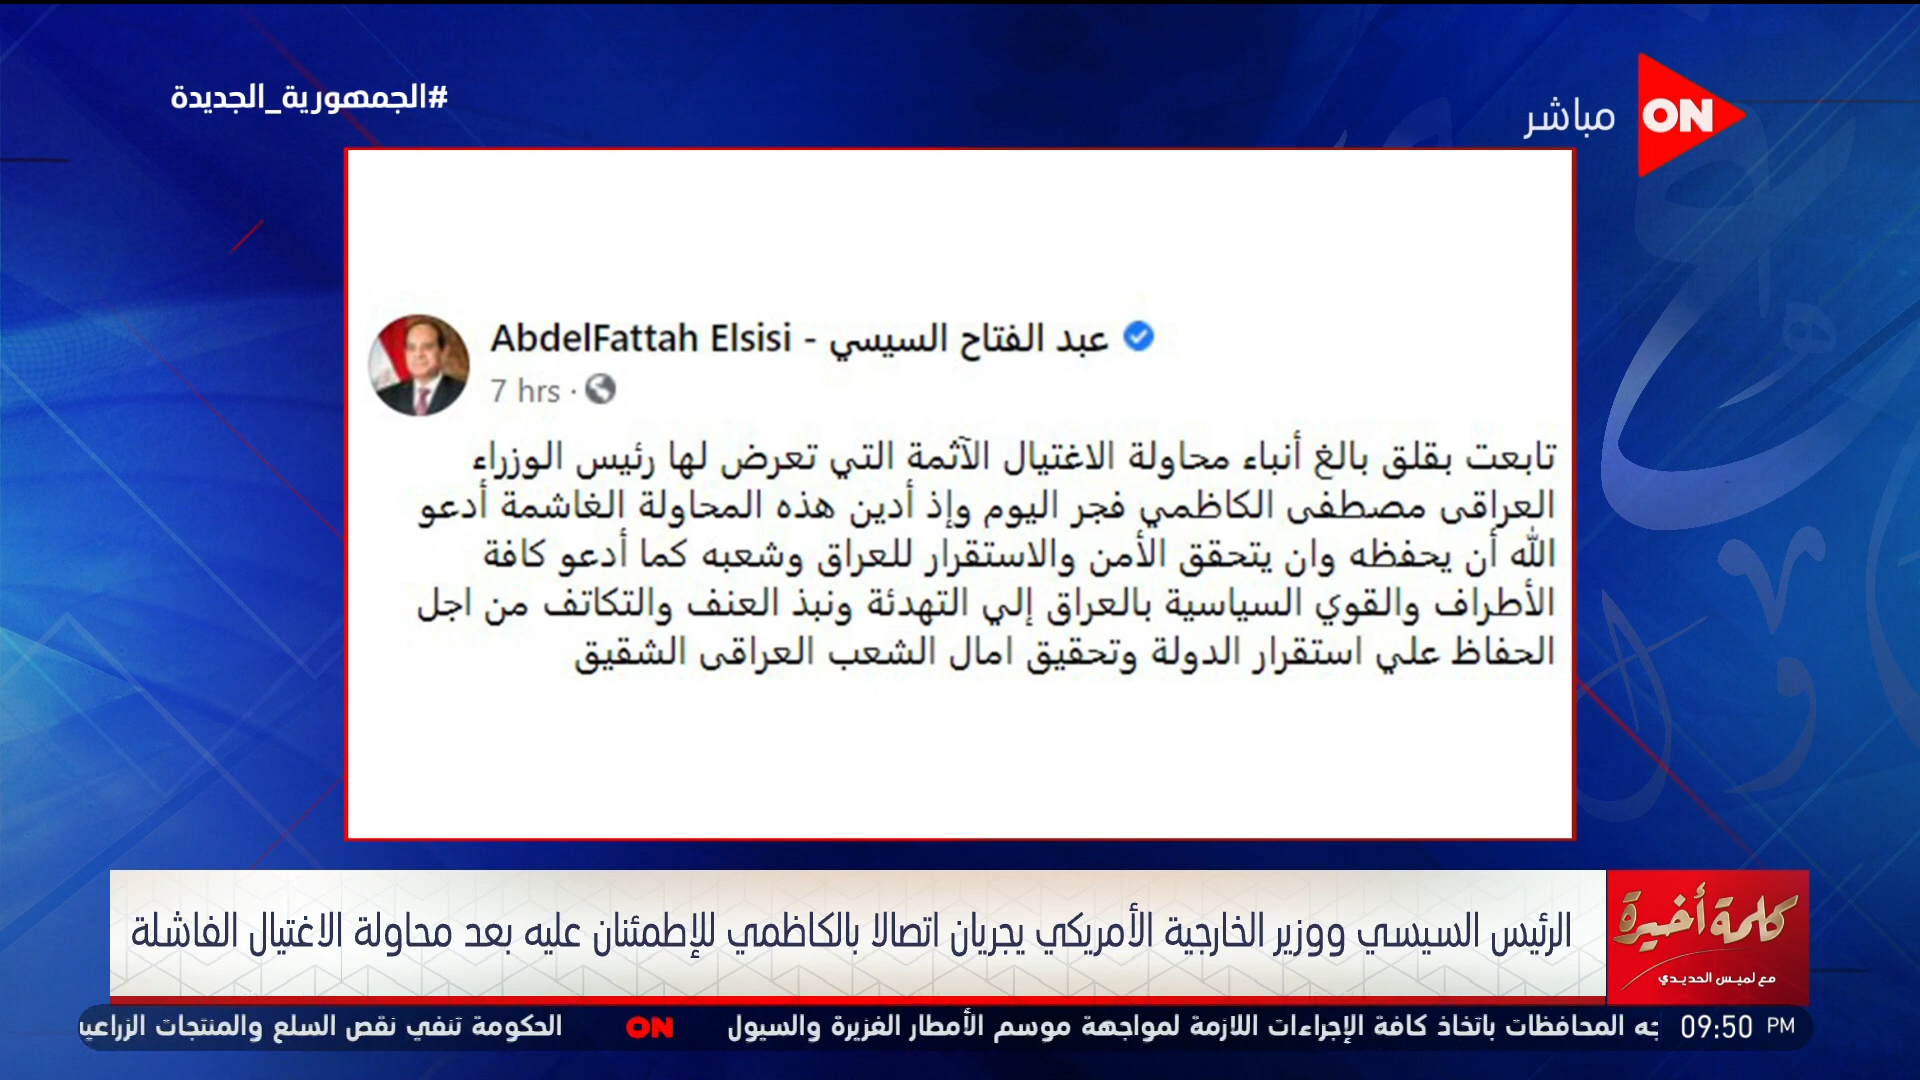 #الجمهورية_الجديدة
مباشر
ON
AbdelFattah Elsisi - عبد الفتاح السيسي
7 hrs ·
تابعت بقلق بالغ أنباء محاولة الاغتيال الآثمة التي تعرض لها رئيس الوزراء
العراقى مصطفى الكاظمي فجر اليوم وإذ أدين هذه المحاولة الغاشمة أدعو
الله أن يحفظه وان يتحقق الأمن والاستقرار للعراق وشعبه كما أدعو كافة
الأطراف والقوي السياسية بالعراق إلي التهدئة ونبذ العنف والتكاتف من اجل
الحفاظ علي استقرار الدولة وتحقيق امال الشعب العراقى الشقيق
كلمة أخيرة
مع لميس الحديدي
الرئيس السيسي ووزير الخارجية الأمريكي يجريان اتصالا بالكاظمي للإطمئنان عليه بعد محاولة الاغتيال الفاشلة
09:50 PM
المحافظات باتخاذ كافة الإجراءات اللازمة لمواجهة موسم الأمطار الغزيرة والسيول ON الحكومة تنفي نقص السلع والمنتجات